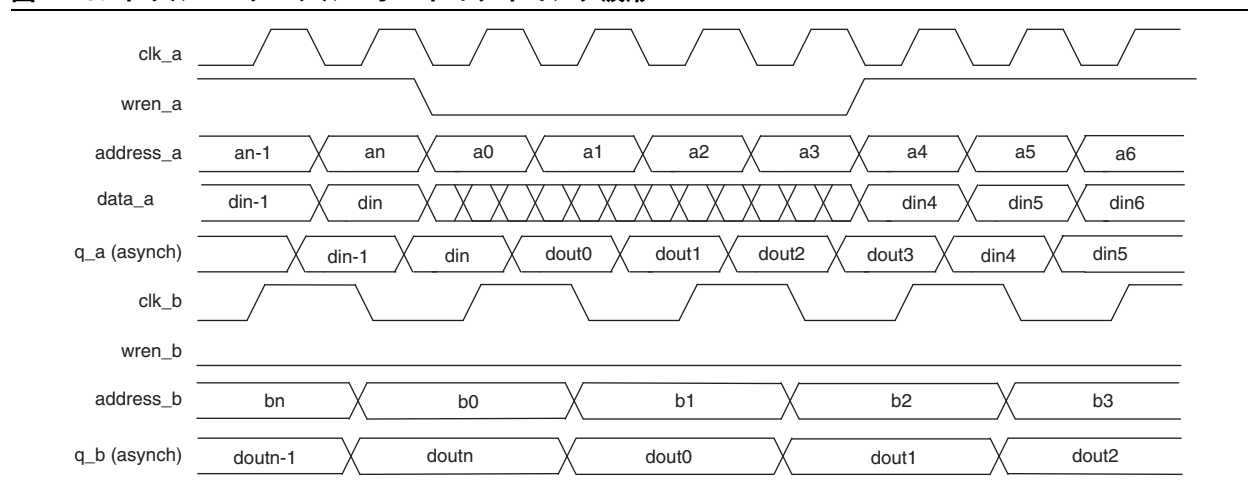 clk_a
wren_a
address_a an-1 an a0 a1 a2 a3 a4 a5 a6
data_a din-1 din din4 din5 din6
q_a (asynch) din-1 din dout0 dout1 dout2 dout3 din4 din5
clk_b
wren_b
address_b bn b0 b1 b2 b3
q_b (asynch) doutn-1 doutn dout0 dout1 dout2